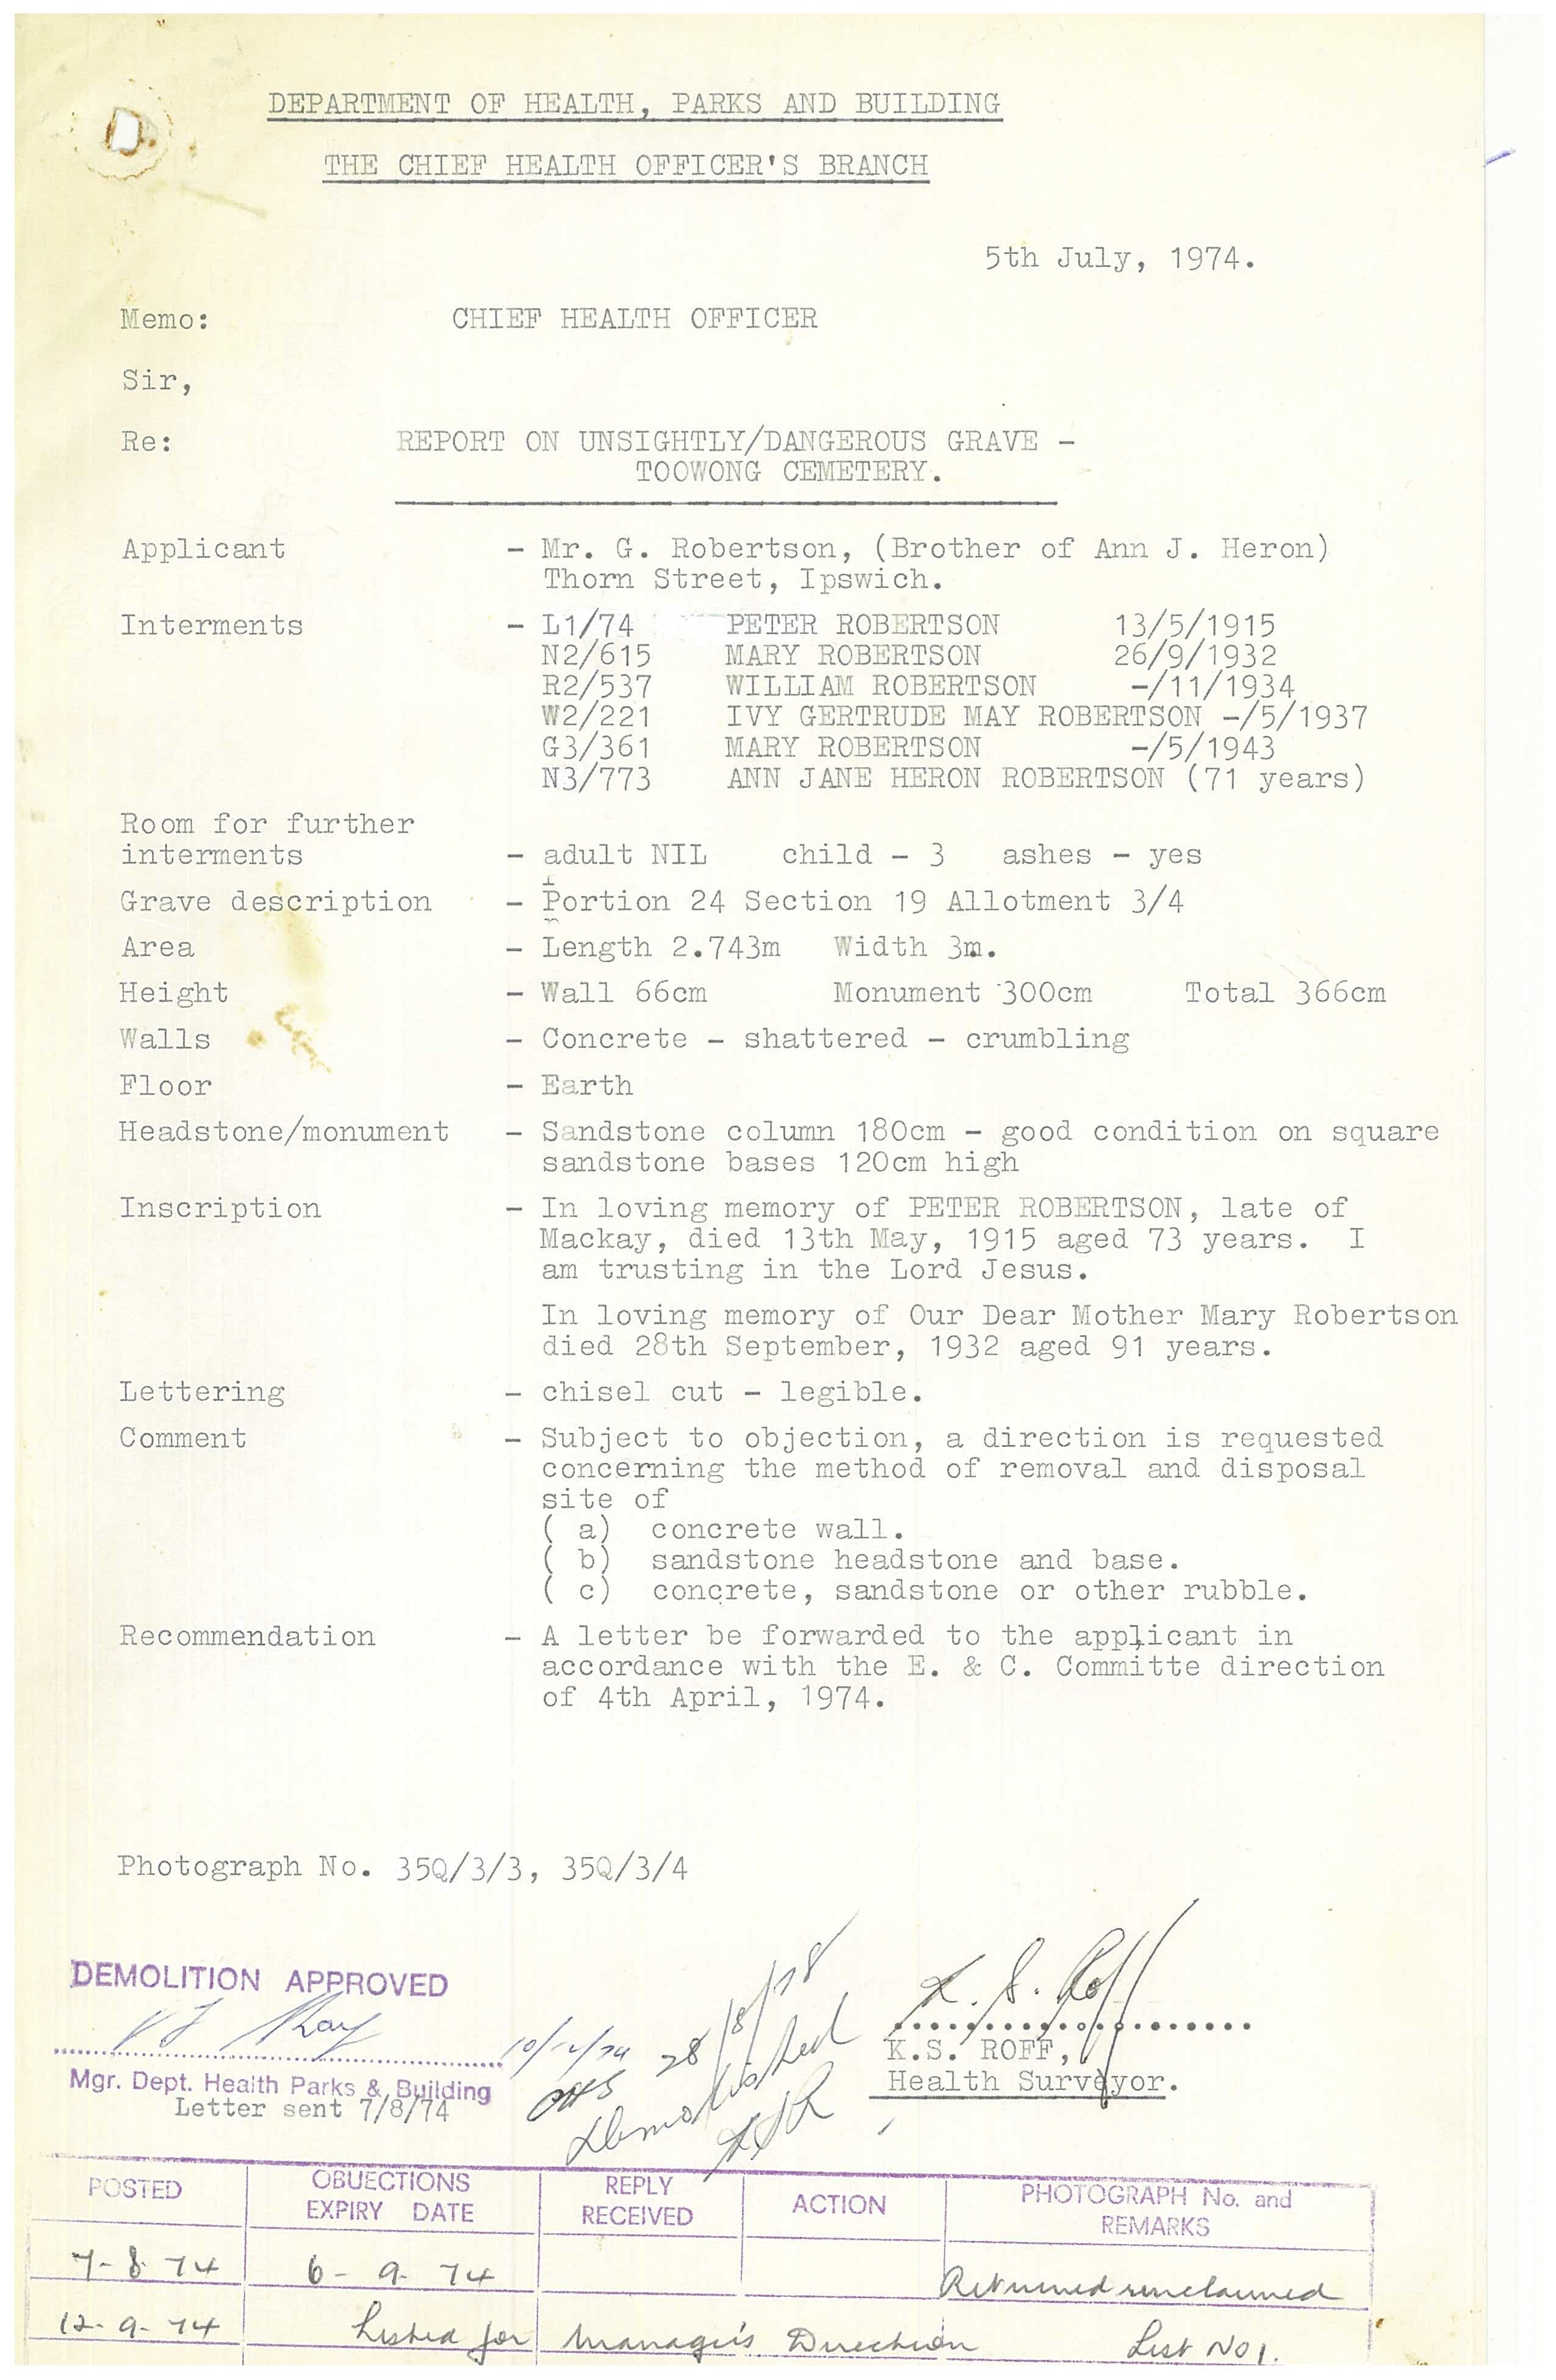 DEPARTMENT OF HEALTH, PARKS AND BUILDING
THE CHIEF HEALTH OFFICER'S BRANCH
5th July, 1974.
Memo: CHIEF HEALTH OFFICER
Sir,
Re: REPORT ON UNSIGHTLY/DANGEROUS GRAVE -
TOOWONG CEMETERY.
Applicant - Mr. G. Robertson, (Brother of Ann J. Heron)
Thorn Street, Ipswich.
Interments - L1/74 PETER ROBERTSON 13/5/1915
N2/615 MARY ROBERTSON 26/9/1932
R2/537 WILLIAM ROBERTSON -/11/1934
W2/221 IVY GERTRUDE MAY ROBERTSON -/5/1937
G3/361 MARY ROBERTSON -/5/1943
N3/773 ANN JANE HERON ROBERTSON (71 years)
Room for further
interments - adult NIL child - 3 ashes - yes
Grave description - Portion 24 Section 19 Allotment 3/4
Area - Length 2.743m Width 3m.
Height - Wall 66cm Monument 300cm Total 366cm
Walls - Concrete - shattered - crumbling
Floor - Earth
Headstone/monument - Sandstone column 180cm - good condition on square
sandstone bases 120cm high
Inscription - In loving memory of PETER ROBERTSON, late of
Mackay, died 13th May, 1915 aged 73 years. I
am trusting in the Lord Jesus.
In loving memory of Our Dear Mother Mary Robertson
died 28th September, 1932 aged 91 years.
Lettering - chisel cut - legible.
Comment - Subject to objection, a direction is requested
concerning the method of removal and disposal
site of
( a) concrete wall.
( b) sandstone headstone and base.
( c) concrete, sandstone or other rubble.
Recommendation - A letter be forwarded to the applicant in
accordance with the E. & C. Committe direction
of 4th April, 1974.
Photograph No. 35Q/3/3, 35Q/3/4
DEMOLITION APPROVED
28/8/78
Demolished
K. S. Roff
K.S. ROFF,
Health Surveyor.
Mgr. Dept. Health Parks & Building
Letter sent 7/8/74
POSTED OBUECTIONS EXPIRY DATE REPLY RECEIVED ACTION PHOTOGRAPH No. and REMARKS
7-8-74 6-9-74 Returned unclaimed
12-9-74 Listed for Manager's Direction List No 1.